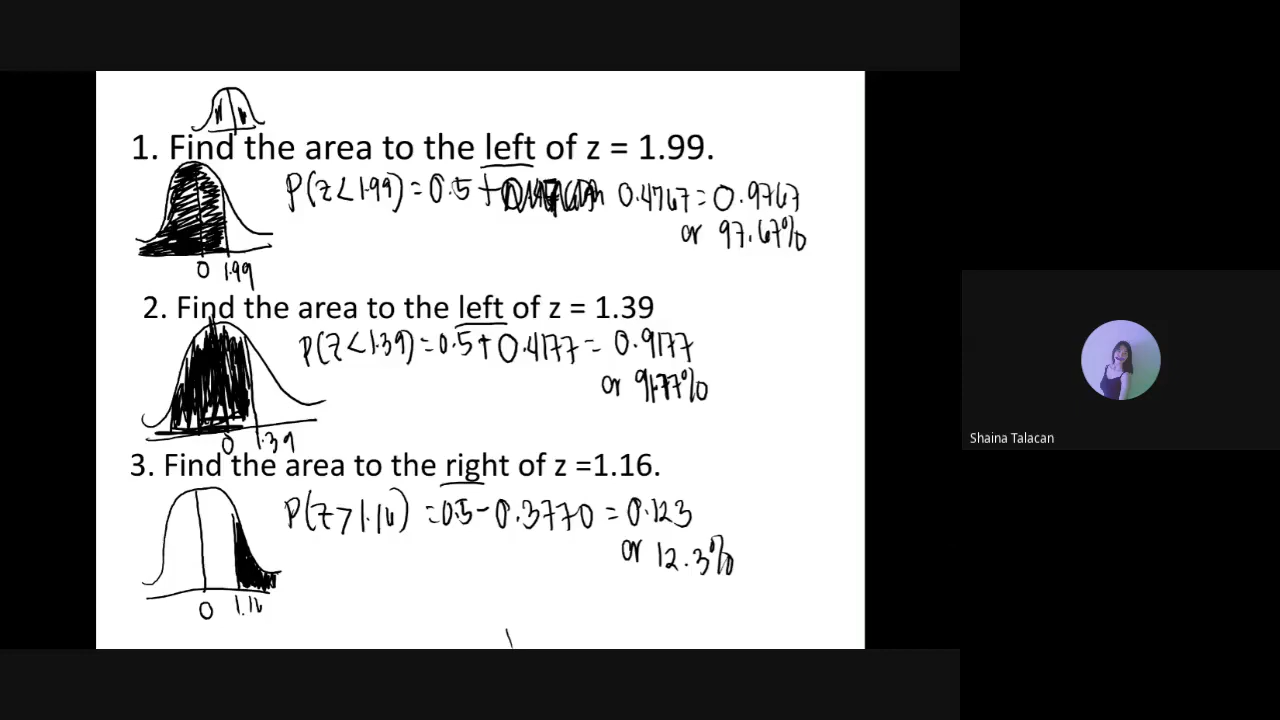 1. Find the area to the left of z = 1.99.
P(Z < 1.99) = 0.5 + 0.4767 = 0.9767
or 97.67%
0 1.99
2. Find the area to the left of z = 1.39
P(Z < 1.39) = 0.5 + 0.4177 = 0.9177
or 91.77%
0 1.39
3. Find the area to the right of z =1.16.
P(Z > 1.16) = 0.5 - 0.3770 = 0.123
or 12.3%
0 1.16
Shaina Talacan